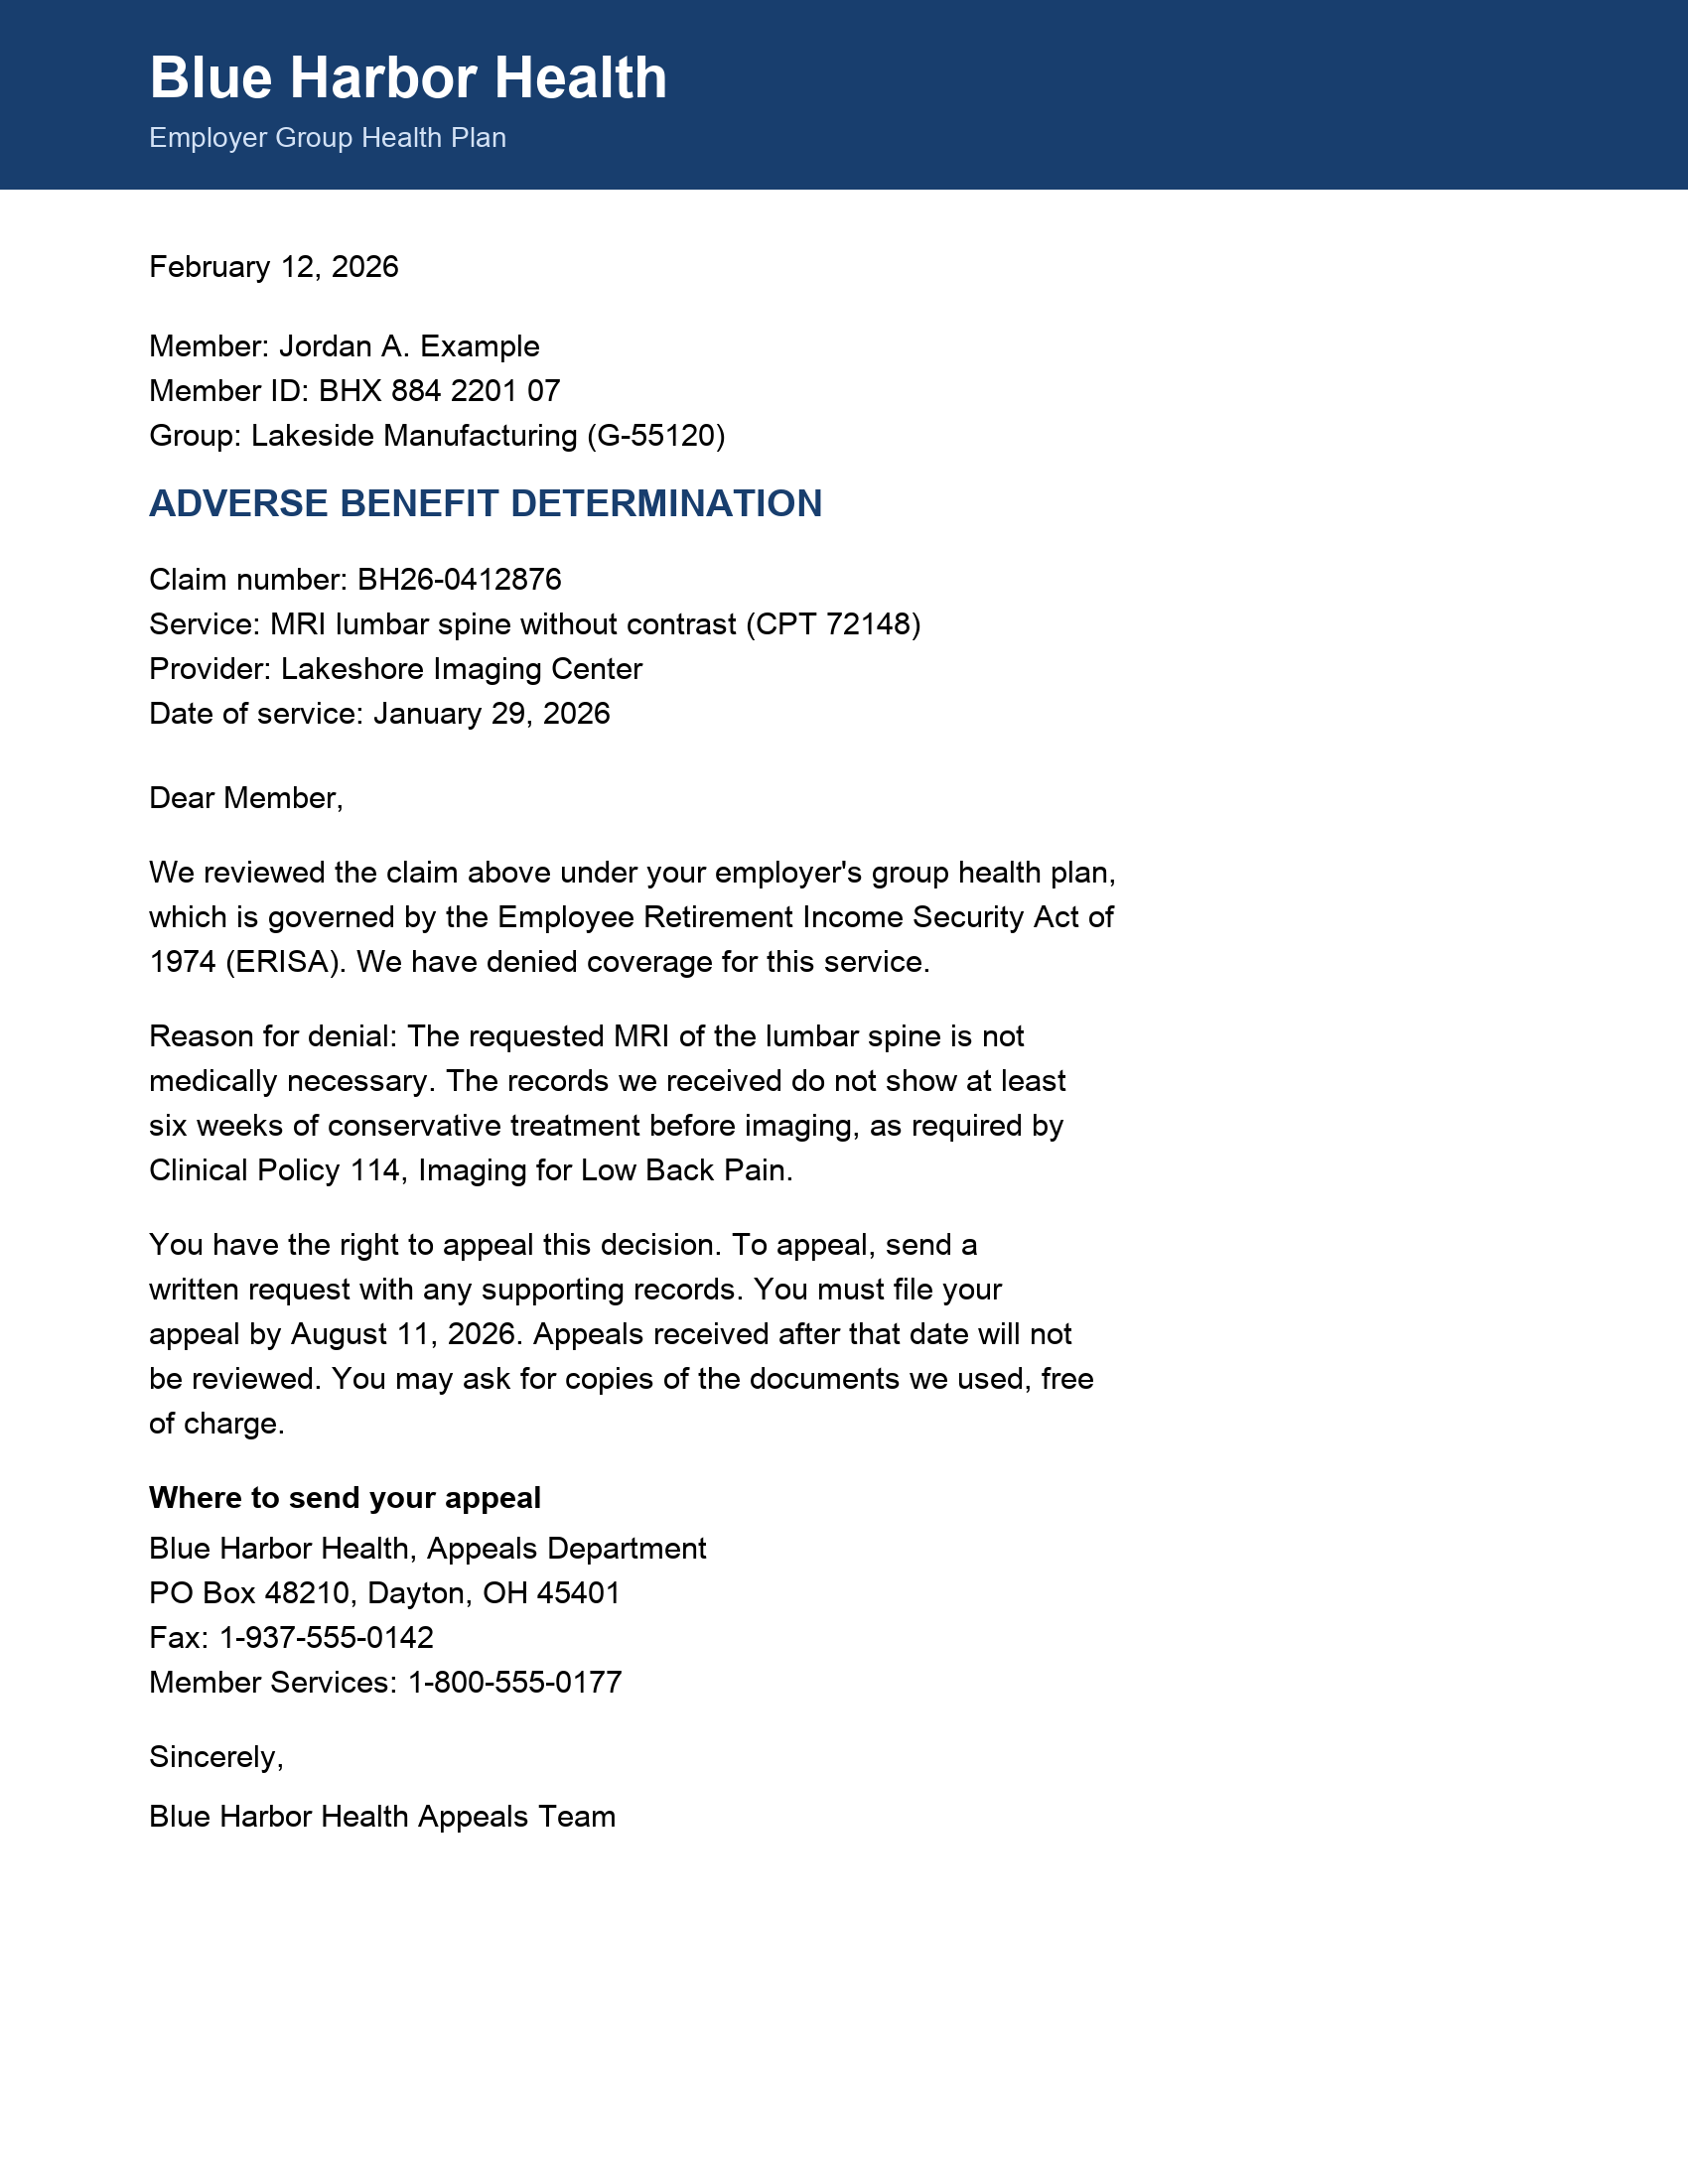 Blue Harbor Health
Employer Group Health Plan
February 12, 2026
Member: Jordan A. Example
Member ID: BHX 884 2201 07
Group: Lakeside Manufacturing (G-55120)
ADVERSE BENEFIT DETERMINATION
Claim number: BH26-0412876
Service: MRI lumbar spine without contrast (CPT 72148)
Provider: Lakeshore Imaging Center
Date of service: January 29, 2026
Dear Member,
We reviewed the claim above under your employer's group health plan,
which is governed by the Employee Retirement Income Security Act of
1974 (ERISA). We have denied coverage for this service.
Reason for denial: The requested MRI of the lumbar spine is not
medically necessary. The records we received do not show at least
six weeks of conservative treatment before imaging, as required by
Clinical Policy 114, Imaging for Low Back Pain.
You have the right to appeal this decision. To appeal, send a
written request with any supporting records. You must file your
appeal by August 11, 2026. Appeals received after that date will not
be reviewed. You may ask for copies of the documents we used, free
of charge.
Where to send your appeal
Blue Harbor Health, Appeals Department
PO Box 48210, Dayton, OH 45401
Fax: 1-937-555-0142
Member Services: 1-800-555-0177
Sincerely,
Blue Harbor Health Appeals Team